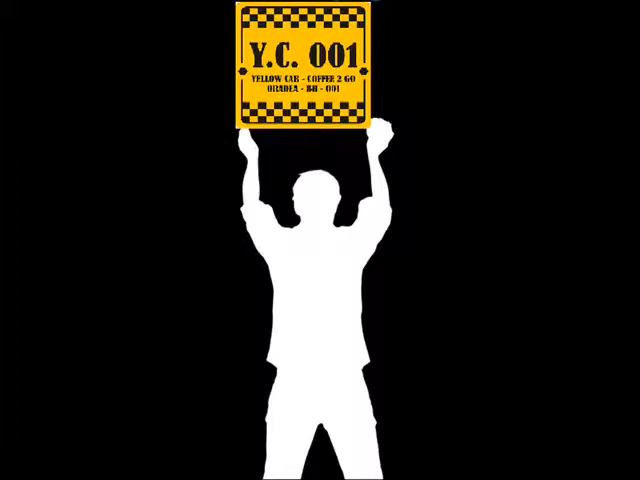 Y.C. 001
YELLOW CAB - COFFEE 2 GO
ORADEA - BH - 001